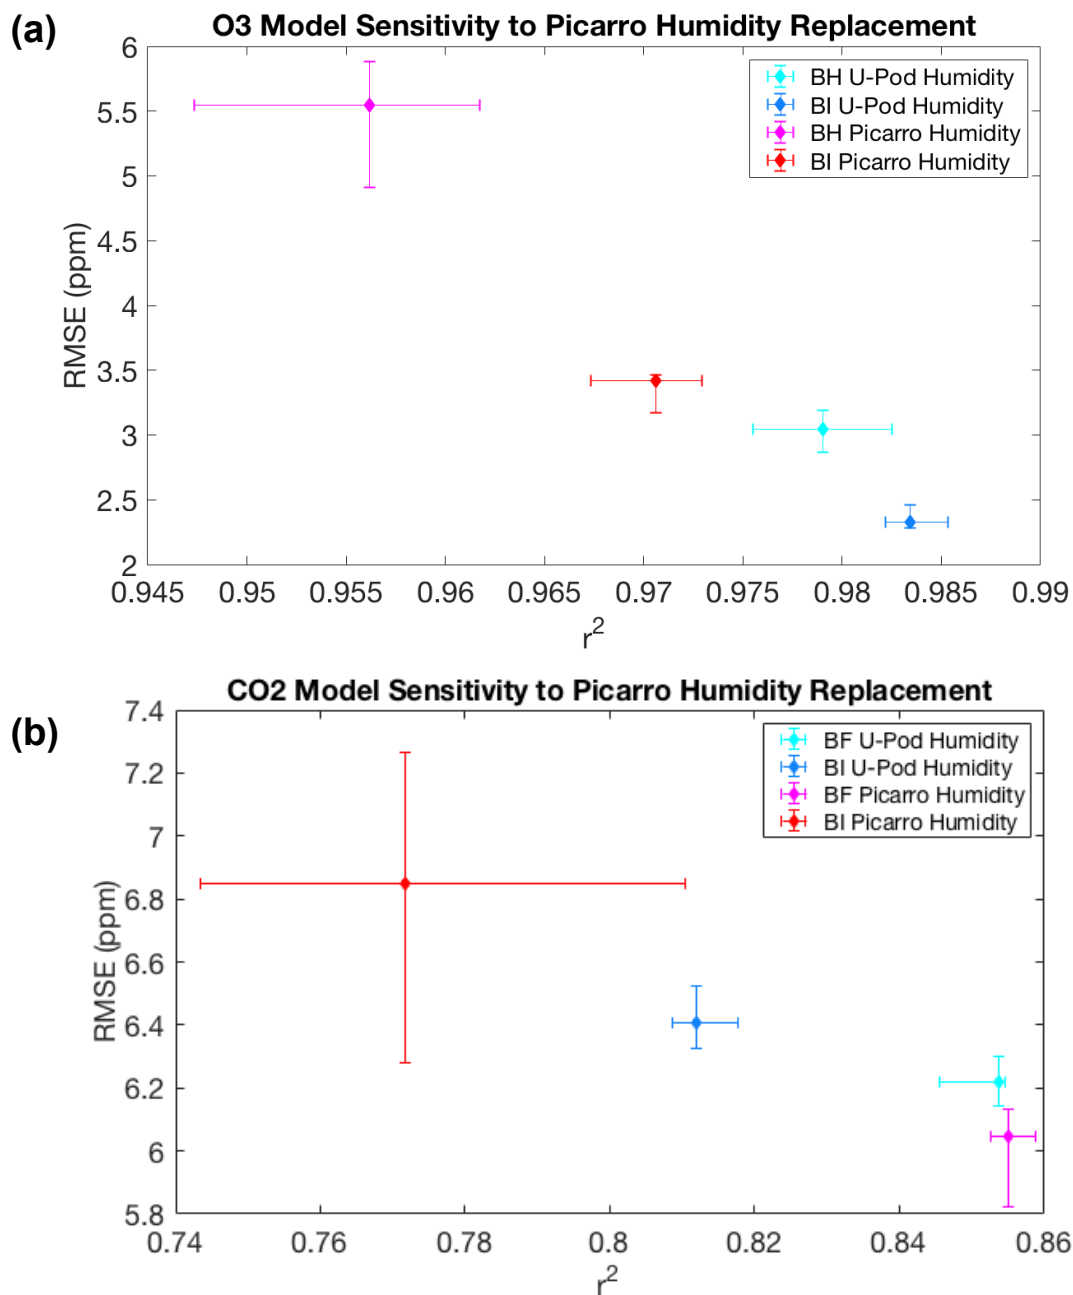 (a)
O3 Model Sensitivity to Picarro Humidity Replacement
6
5.5
5
4.5
4
3.5
3
2.5
2
RMSE (ppm)
BH U-Pod Humidity
BI U-Pod Humidity
BH Picarro Humidity
BI Picarro Humidity
0.945 0.95 0.955 0.96 0.965 0.97 0.975 0.98 0.985 0.99
r²
(b)
CO2 Model Sensitivity to Picarro Humidity Replacement
7.4
7.2
7
6.8
6.6
6.4
6.2
6
5.8
RMSE (ppm)
BF U-Pod Humidity
BI U-Pod Humidity
BF Picarro Humidity
BI Picarro Humidity
0.74 0.76 0.78 0.8 0.82 0.84 0.86
r²